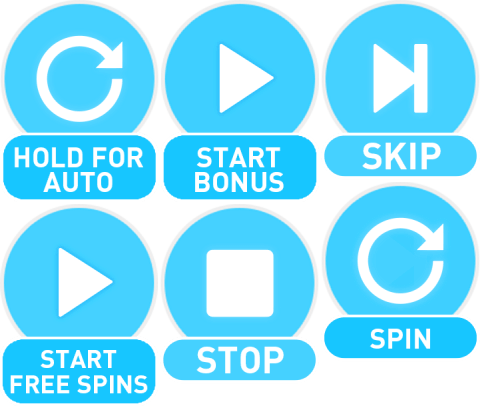 HOLD FOR
AUTO
START
BONUS
SKIP
START
FREE SPINS
STOP
SPIN